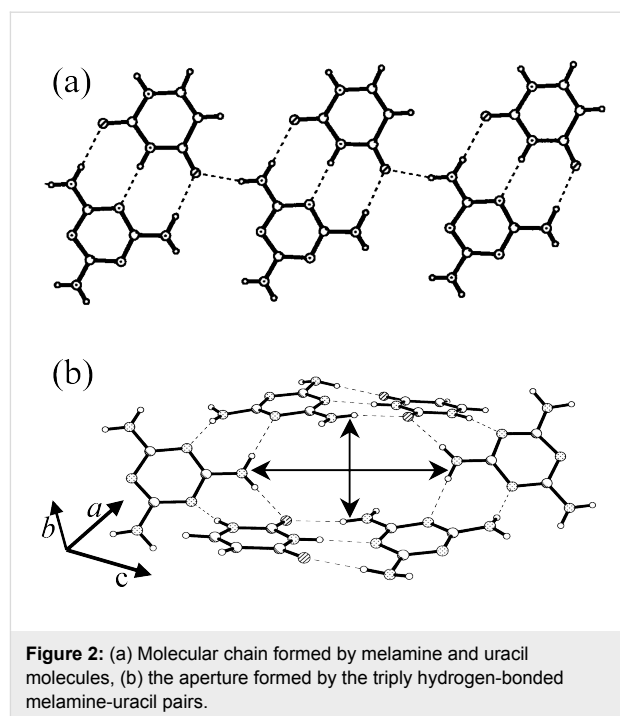 (a)
(b)
b
a
c
Figure 2: (a) Molecular chain formed by melamine and uracil
molecules, (b) the aperture formed by the triply hydrogen-bonded
melamine-uracil pairs.